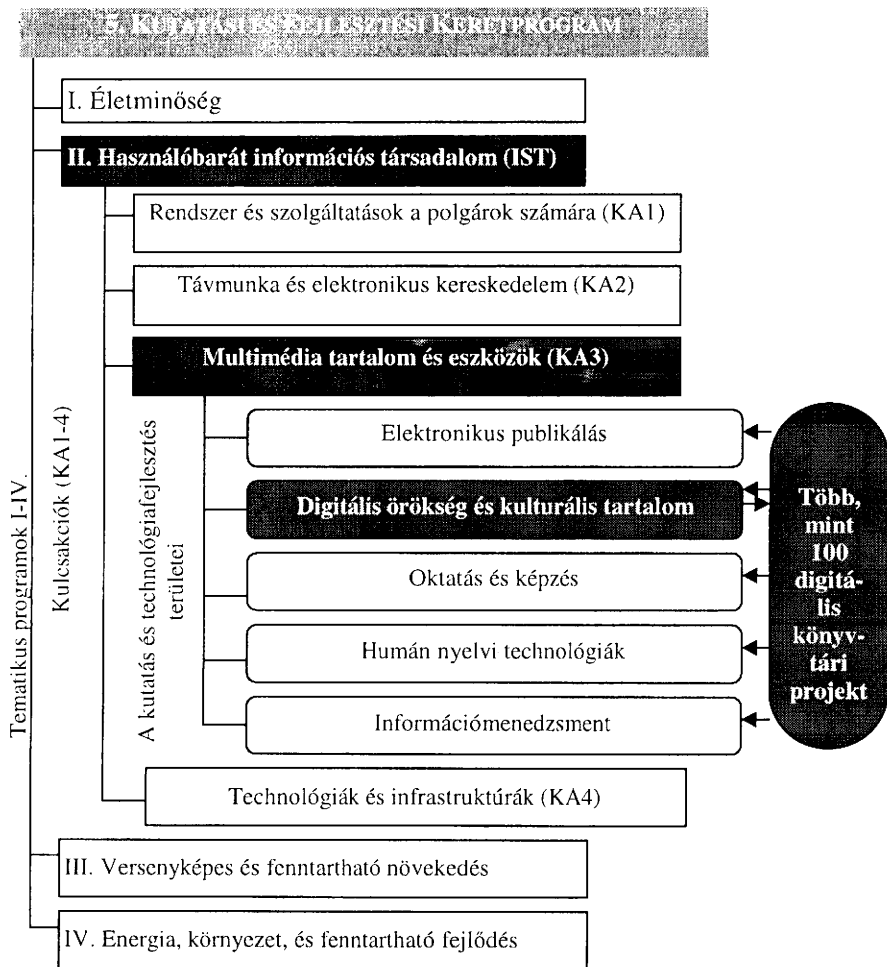 5. KUTATÁSI ÉS FEJLESZTÉSI KERETPROGRAM
I. Életminőség
II. Használóbarát információs társadalom (IST)
Rendszer és szolgáltatások a polgárok számára (KA1)
Távmunka és elektronikus kereskedelem (KA2)
Multimédia tartalom és eszközök (KA3)
Elektronikus publikálás
Digitális örökség és kulturális tartalom
Oktatás és képzés
Humán nyelvi technológiák
Információmenedzsment
Technológiák és infrastruktúrák (KA4)
III. Versenyképes és fenntartható növekedés
IV. Energia, környezet, és fenntartható fejlődés
Tematikus programok I-IV.
Kulcsakciók (KA1-4)
A kutatás és technológiafejlesztés
területei
Több,
mint
100
digitá-
lis
könyv-
tári
projekt